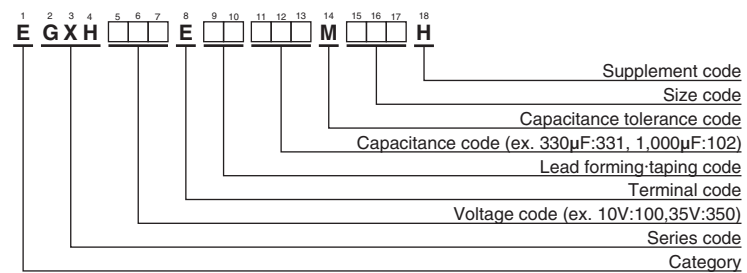 1 2 3 4 5 6 7 8 9 10 11 12 13 14 15 16 17 18
E G X H E M H
Supplement code
Size code
Capacitance tolerance code
Capacitance code (ex. 330µF:331, 1,000µF:102)
Lead forming·taping code
Terminal code
Voltage code (ex. 10V:100,35V:350)
Series code
Category